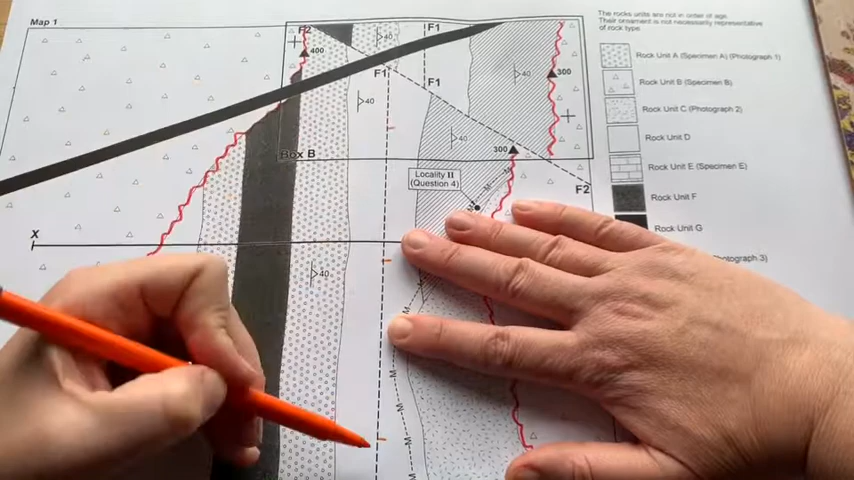 Map 1
The rocks units are not in order of age.
Their ornament is not necessarily representative
of rock type.
F2
F1
40
400
F1
300
40
F1
40
40
300
Box B
Locality II
(Question 4)
M
M
F2
X
40
M
M
M
M
Rock Unit A (Specimen A) (Photograph 1)
Rock Unit B (Specimen B)
Rock Unit C (Photograph 2)
Rock Unit D
Rock Unit E (Specimen E)
Rock Unit F
Rock Unit G